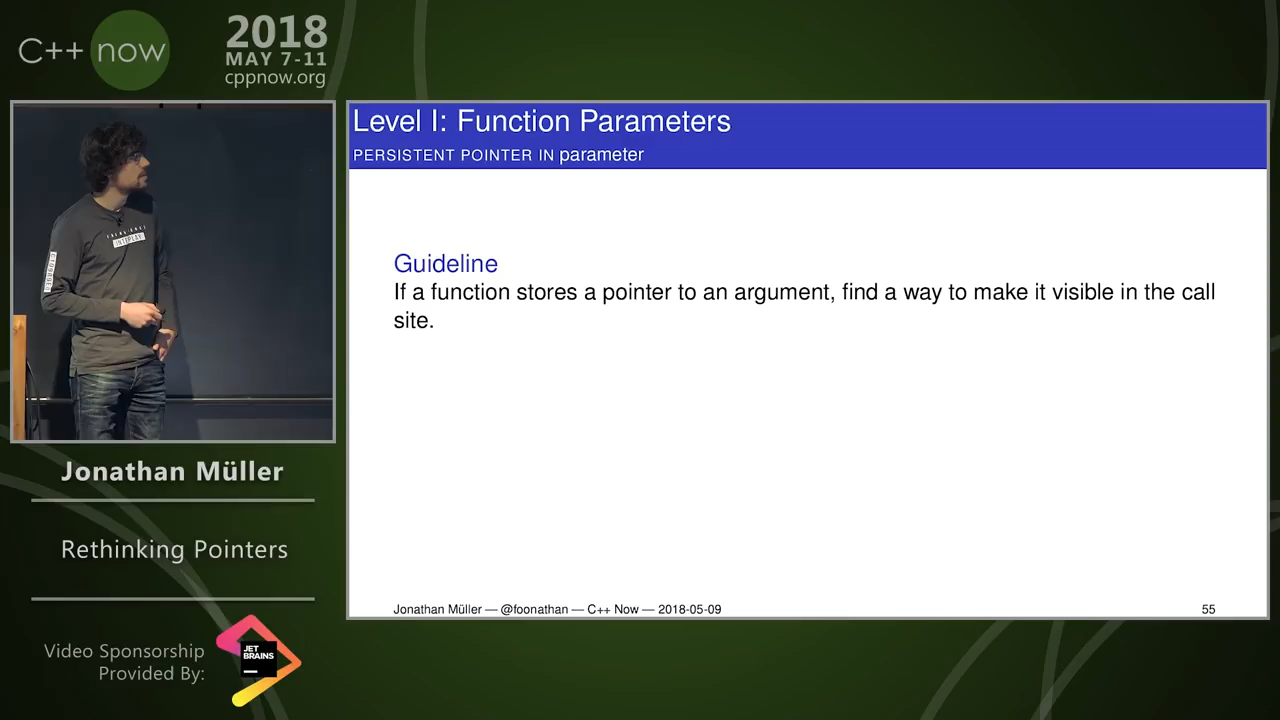 C++ now
2018
MAY 7-11
cppnow.org
Level I: Function Parameters
PERSISTENT POINTER IN parameter
Guideline
If a function stores a pointer to an argument, find a way to make it visible in the call
site.
Jonathan Müller — @foonathan — C++ Now — 2018-05-09
55
Jonathan Müller
Rethinking Pointers
Video Sponsorship
Provided By:
JET
BRAINS